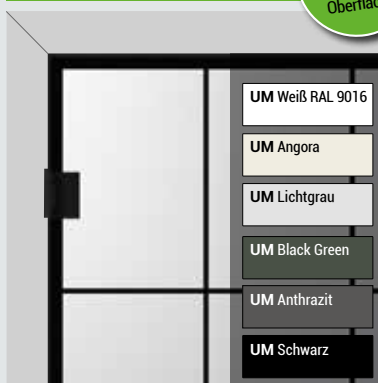 UM Weiß RAL 9016
UM Angora
UM Lichtgrau
UM Black Green
UM Anthrazit
UM Schwarz